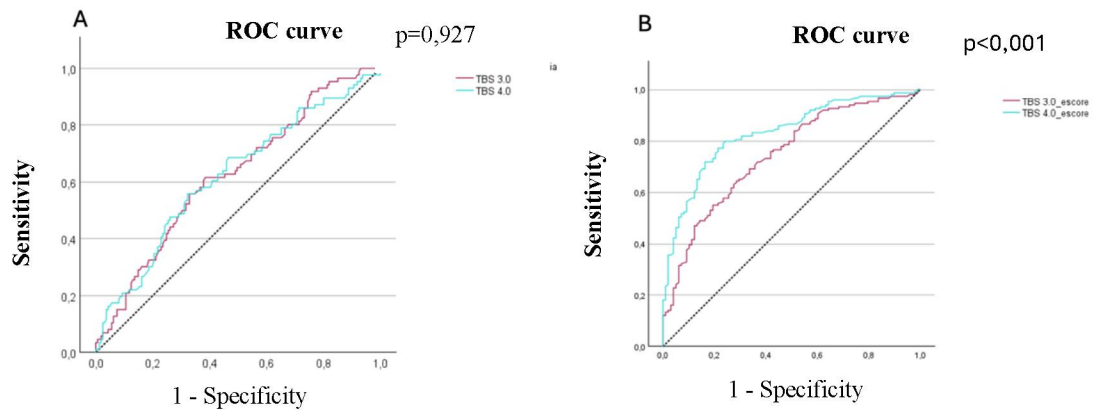 A
ROC curve
p=0,927
ia
TBS 3.0
TBS 4.0
1,0
0,8
0,6
0,4
0,2
0,0
0,0 0,2 0,4 0,6 0,8 1,0
Sensitivity
1 - Specificity
B
ROC curve
p<0,001
TBS 3.0_escore
TBS 4.0_escore
1,0
0,8
0,6
0,4
0,2
0,0
0,0 0,2 0,4 0,6 0,8 1,0
Sensitivity
1 - Specificity